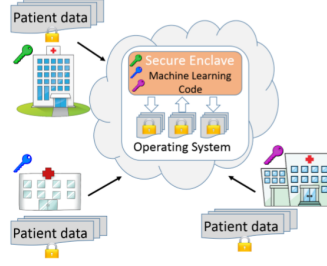 Patient data
Secure Enclave
Machine Learning
Code
Operating System
Patient data
Patient data